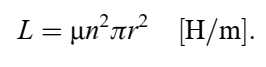 L = μn²πr² [H/m].